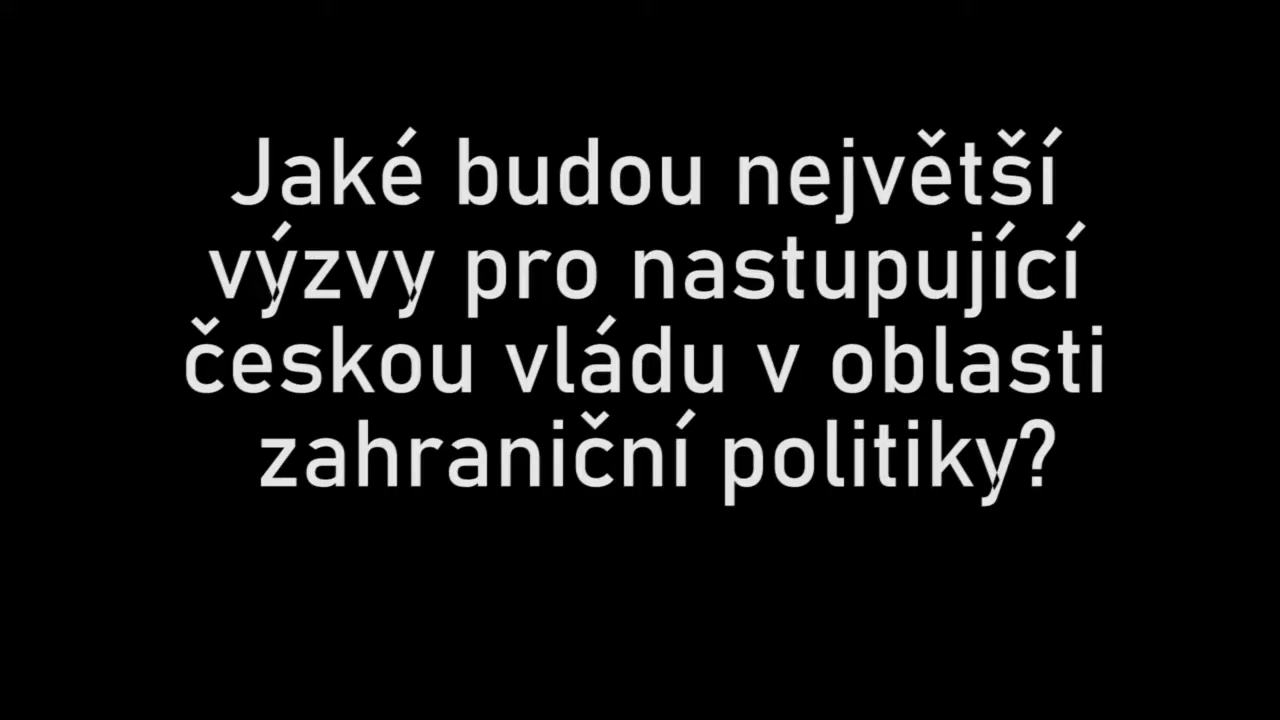 Jaké budou největší
výzvy pro nastupující
českou vládu v oblasti
zahraniční politiky?